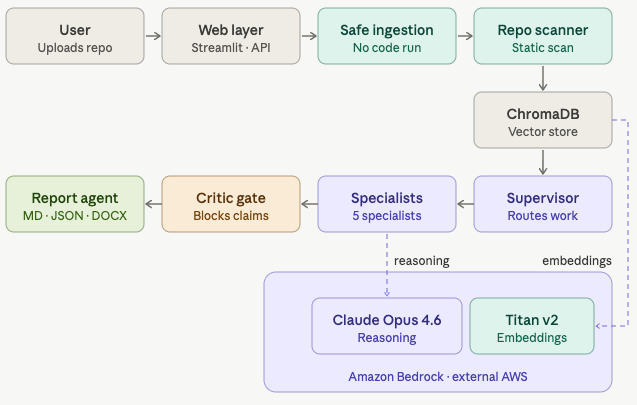 User
Uploads repo
Web layer
Streamlit · API
Safe ingestion
No code run
Repo scanner
Static scan
ChromaDB
Vector store
Report agent
MD · JSON · DOCX
Critic gate
Blocks claims
Specialists
5 specialists
Supervisor
Routes work
reasoning
embeddings
Claude Opus 4.6
Reasoning
Titan v2
Embeddings
Amazon Bedrock · external AWS